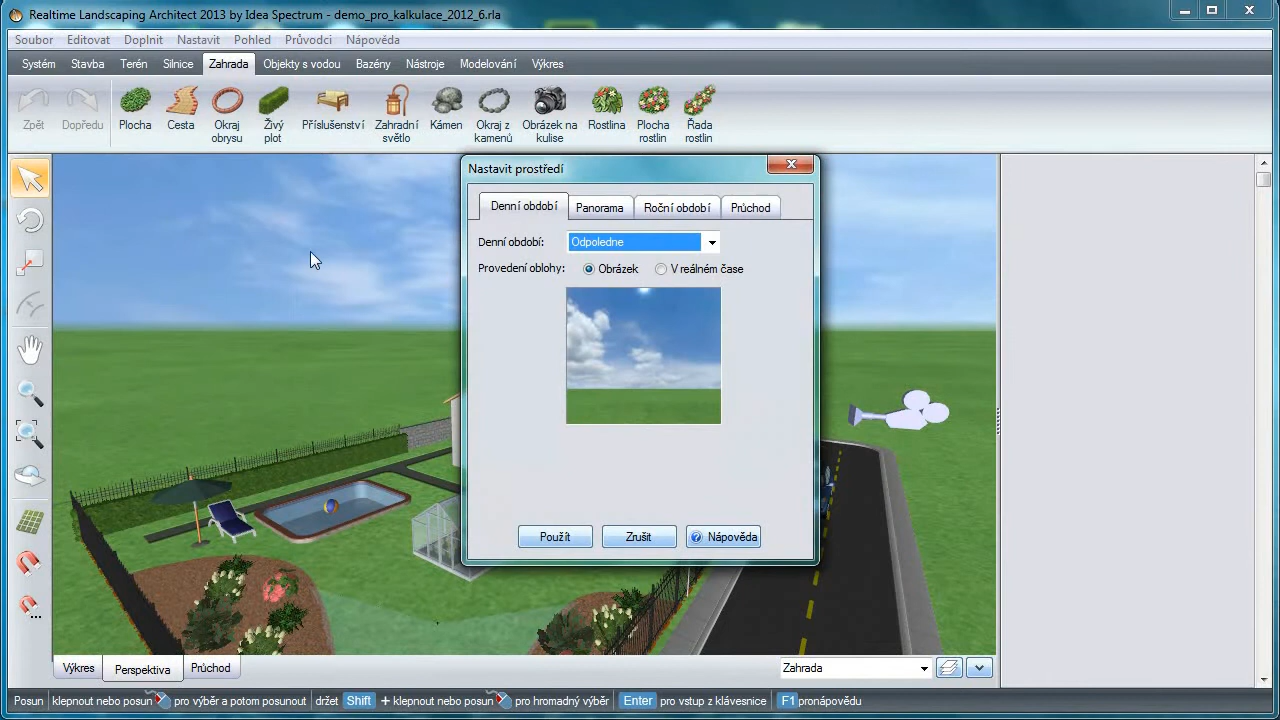 Realtime Landscaping Architect 2013 by Idea Spectrum - demo_pro_kalkulace_2012_6.rla
Soubor Editovat Doplnit Nastavit Pohled Průvodci Nápověda
Systém Stavba Terén Silnice Zahrada Objekty s vodou Bazény Nástroje Modelování Výkres
Zpět Dopředu Plocha Cesta Okraj obrysu Živý plot Příslušenství Zahradní světlo Kámen Okraj z kamenů Obrázek na kulise Rostlina Plocha rostlin Řada rostlin
Nastavit prostředí
Denní období Panorama Roční období Průchod
Denní období: Odpoledne
Provedení oblohy: Obrázek V reálném čase
Použít Zrušit Nápověda
Výkres Perspektiva Průchod Zahrada
Posun klepnout nebo posun pro výběr a potom posunout držet Shift + klepnout nebo posun pro hromadný výběr Enter pro vstup z klávesnice F1 pronápovědu